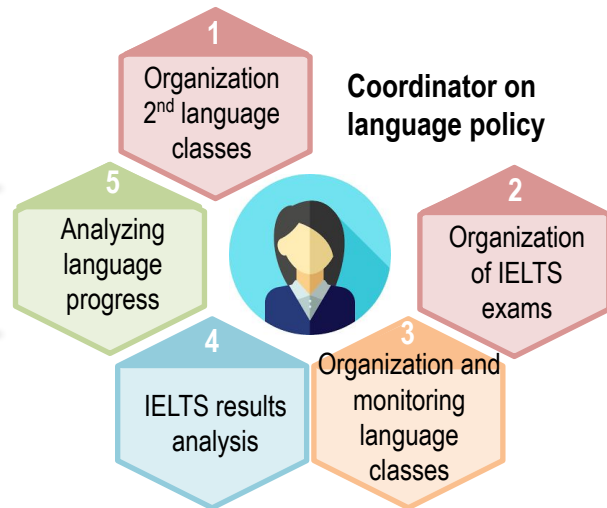 Coordinator on
language policy
1
Organization
2nd language
classes
2
Organization
of IELTS
exams
3
Organization and
monitoring
language
classes
4
IELTS results
analysis
5
Analyzing
language
progress